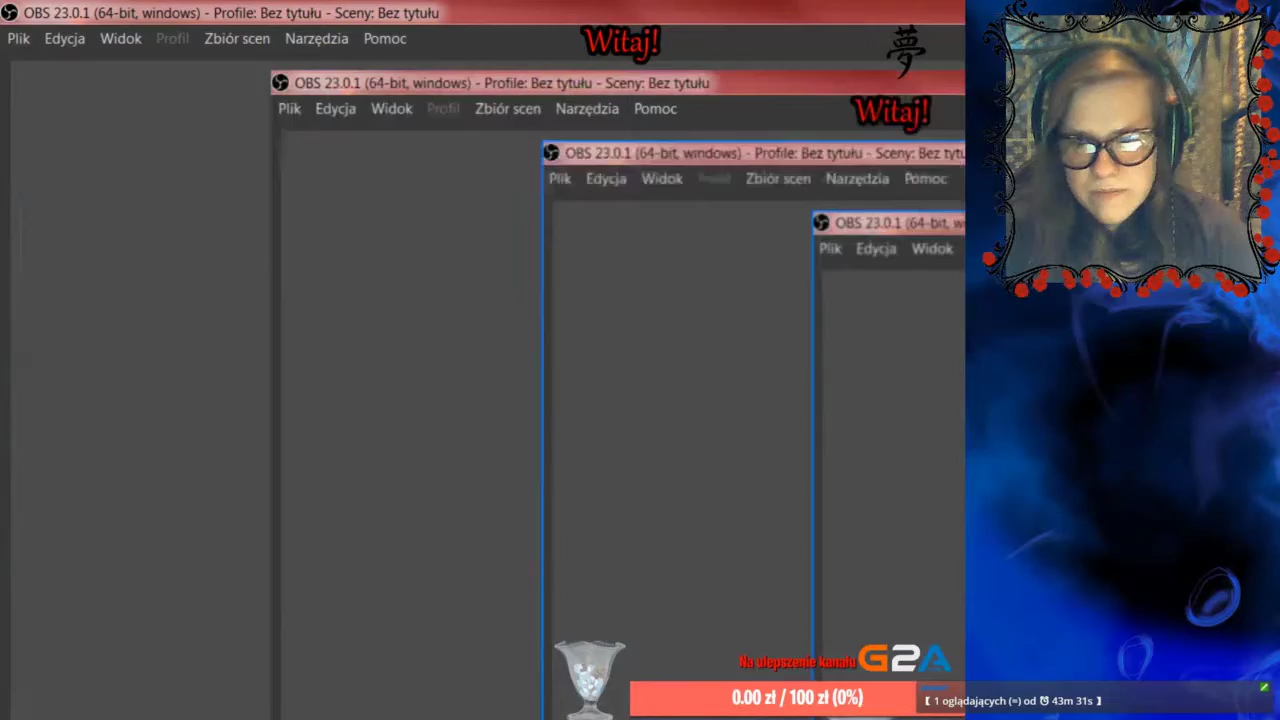 OBS 23.0.1 (64-bit, windows) - Profile: Bez tytułu - Sceny: Bez tytułu
Plik Edycja Widok Profil Zbiór scen Narzędzia Pomoc
Witaj!
夢
OBS 23.0.1 (64-bit, windows) - Profile: Bez tytułu - Sceny: Bez tytułu
Plik Edycja Widok Profil Zbiór scen Narzędzia Pomoc
Witaj!
OBS 23.0.1 (64-bit, windows) - Profile: Bez tytułu - Sceny: Bez tytu
Plik Edycja Widok Profil Zbiór scen Narzędzia Pomoc
OBS 23.0.1 (64-bit, w
Plik Edycja Widok
Na ulepszenie kanału G2A
0.00 zł / 100 zł (0%)
【 1 oglądających (=) od ⏰ 43m 31s 】